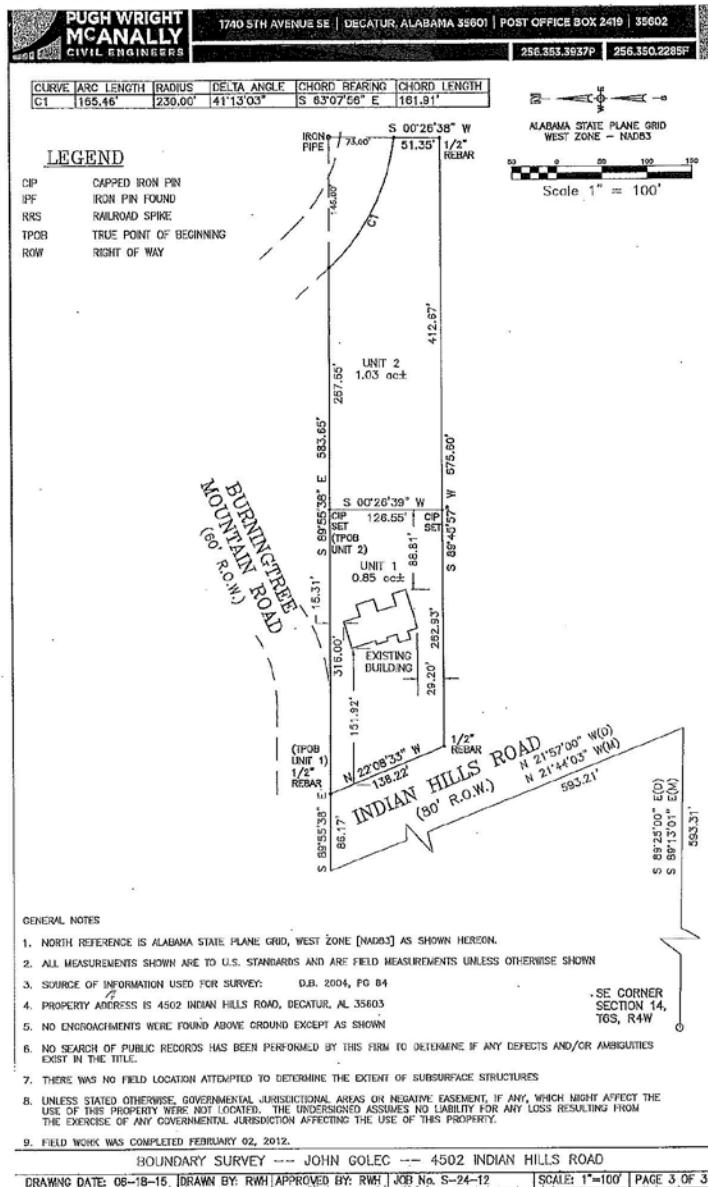 PUGH WRIGHT
MCANALLY
CIVIL ENGINEERS
1740 5TH AVENUE SE | DECATUR, ALABAMA 35601 | POST OFFICE BOX 2419 | 35602
256.353.3937P 256.350.2285F
CURVE ARC LENGTH RADIUS DELTA ANGLE CHORD BEARING CHORD LENGTH
C1 165.46' 230.00' 41°13'03" S 63°07'56" E 161.91'
ALABAMA STATE PLANE GRID
WEST ZONE - NAD83
50 0 50 100 150
Scale 1" = 100'
LEGEND
CIP CAPPED IRON PIN
IPF IRON PIN FOUND
RRS RAILROAD SPIKE
TPOB TRUE POINT OF BEGINNING
ROW RIGHT OF WAY
IRON
PIPE
73.00'
S 00°26'38" W
51.35'
1/2"
REBAR
145.80'
C1
412.67'
UNIT 2
1.03 ac±
267.65'
S 89°55'38" E 583.65'
S 89°45'57" W 675.60'
S 00°26'39" W
126.55'
CIP
SET
(TPOB
UNIT 2)
CIP
SET
88.81'
UNIT 1
0.85 ac±
BURNINGTREE
MOUNTAIN ROAD
(60' R.O.W.)
15.31'
316.00'
EXISTING
BUILDING
262.93'
29.20'
151.92'
(TPOB
UNIT 1)
1/2"
REBAR
N 22°08'33" W
138.22'
1/2"
REBAR
INDIAN HILLS ROAD
(80' R.O.W.)
N 21°57'00" W(D)
N 21°44'03" W(M)
593.21'
S 89°55'38" E
86.17'
S 89°25'00" E(D)
S 89°13'01" E(M)
593.31'
SE CORNER
SECTION 14,
T6S, R4W
GENERAL NOTES
1. NORTH REFERENCE IS ALABAMA STATE PLANE GRID, WEST ZONE [NAD83] AS SHOWN HEREON.
2. ALL MEASUREMENTS SHOWN ARE TO U.S. STANDARDS AND ARE FIELD MEASUREMENTS UNLESS OTHERWISE SHOWN
3. SOURCE OF INFORMATION USED FOR SURVEY: D.B. 2004, PG 84
4. PROPERTY ADDRESS IS 4502 INDIAN HILLS ROAD, DECATUR, AL 35603
5. NO ENCROACHMENTS WERE FOUND ABOVE GROUND EXCEPT AS SHOWN
6. NO SEARCH OF PUBLIC RECORDS HAS BEEN PERFORMED BY THIS FIRM TO DETERMINE IF ANY DEFECTS AND/OR AMBIGUITIES
EXIST IN THE TITLE.
7. THERE WAS NO FIELD LOCATION ATTEMPTED TO DETERMINE THE EXTENT OF SUBSURFACE STRUCTURES
8. UNLESS STATED OTHERWISE, GOVERNMENTAL JURISDICTIONAL AREAS OR NEGATIVE EASEMENT, IF ANY, WHICH MIGHT AFFECT THE
USE OF THIS PROPERTY WERE NOT LOCATED. THE UNDERSIGNED ASSUMES NO LIABILITY FOR ANY LOSS RESULTING FROM
THE EXERCISE OF ANY GOVERNMENTAL JURISDICTION AFFECTING THE USE OF THIS PROPERTY.
9. FIELD WORK WAS COMPLETED FEBRUARY 02, 2012.
BOUNDARY SURVEY --- JOHN GOLEC --- 4502 INDIAN HILLS ROAD
DRAWING DATE: 06-18-15 DRAWN BY: RWH APPROVED BY: RWH JOB No. S-24-12 SCALE: 1"=100' PAGE 3 OF 3